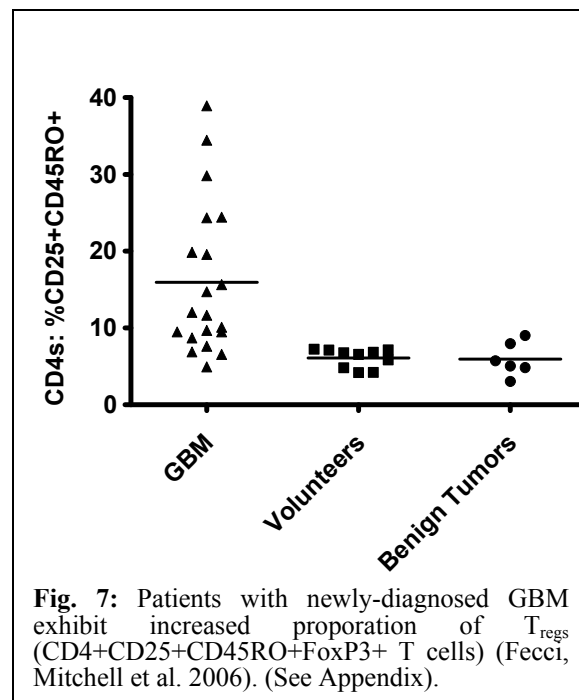 40
30
20
10
0
CD4s: %CD25+CD45RO+
GBM
Volunteers
Benign Tumors
Fig. 7: Patients with newly-diagnosed GBM
exhibit increased proporation of Tregs
(CD4+CD25+CD45RO+FoxP3+ T cells) (Fecci,
Mitchell et al. 2006). (See Appendix).